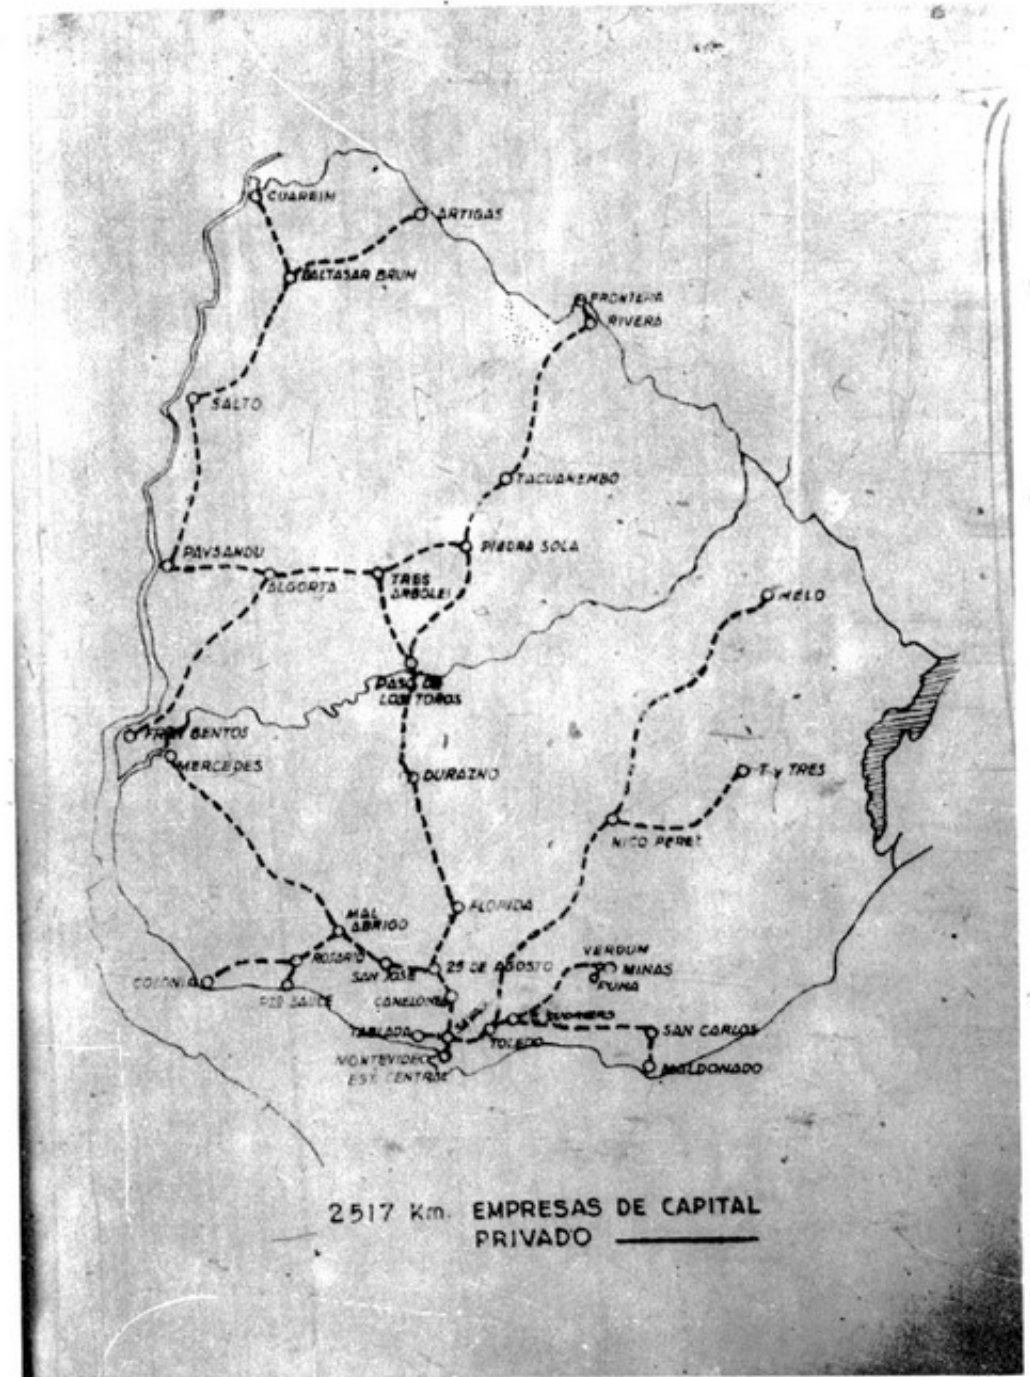 CUAREIM
ARTIGAS
BALTASAR BRUM
FRONTERA
RIVERA
SALTO
TACUAREMBO
PIEDRA SOLA
PAYSANDU
ALGORTA
TRES
ARBOLES
MELO
PASO DE
LOS TOROS
FRAY BENTOS
MERCEDES
DURAZNO
T. y TRES
NICO PEREZ
FLORIDA
MAL
ABRIGO
ROSARIO
SAN JOSE
25 DE AGOSTO
VERDUM
MINAS
PUMA
COLONIA
PTO SAUCE
CANELONES
TABLADA
TOLEDO
SAN CARLOS
MONTEVIDEO
EST. CENTRAL
MALDONADO
2517 Km. EMPRESAS DE CAPITAL
PRIVADO